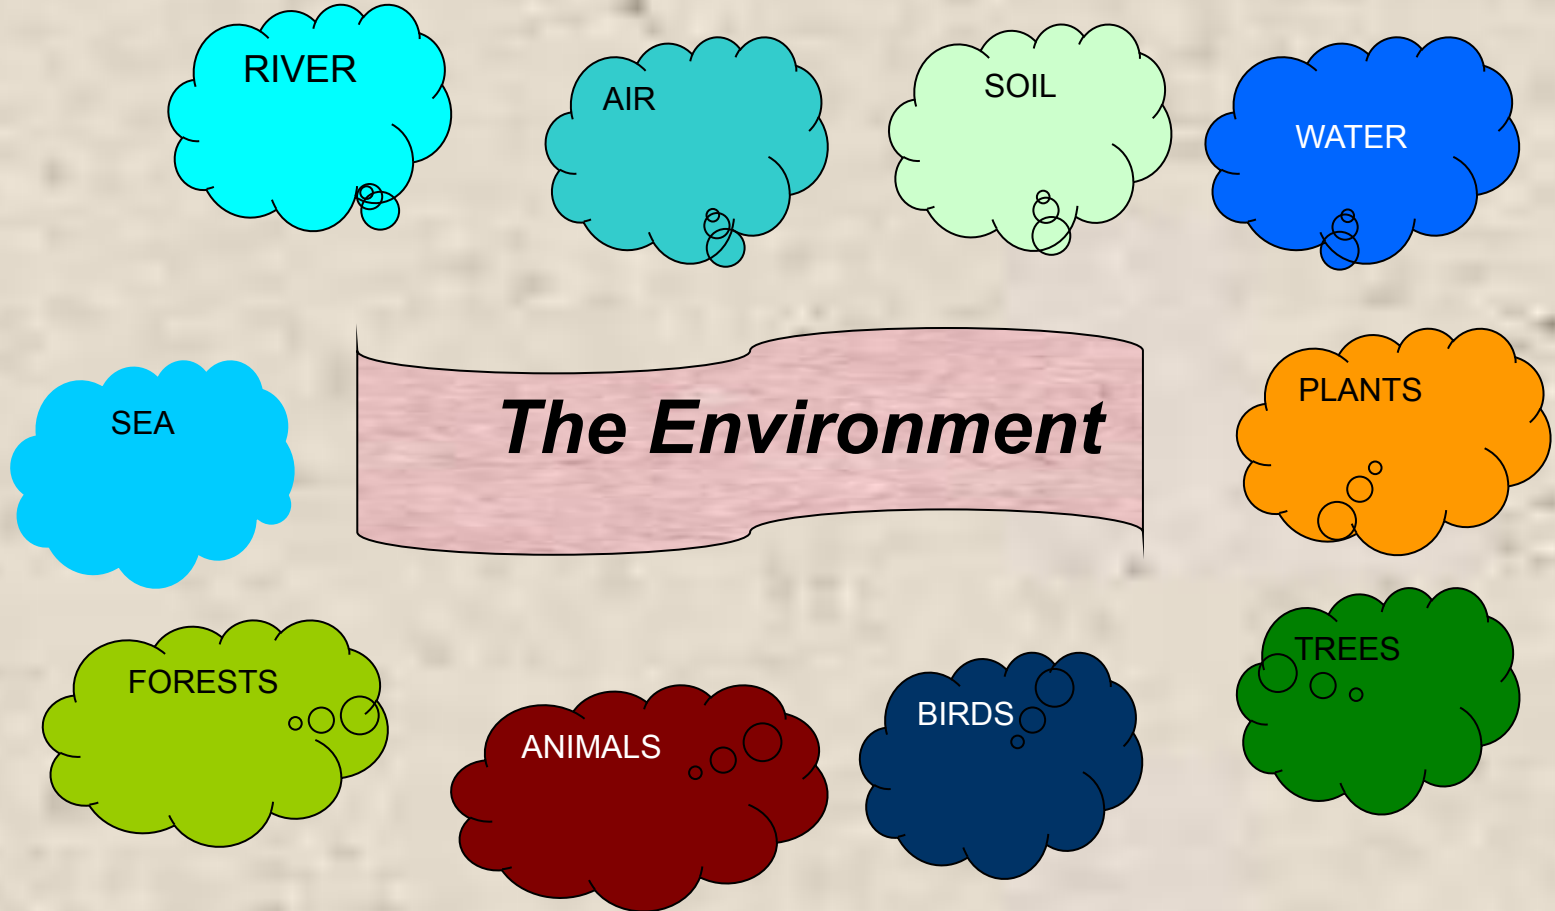 RIVER
AIR
SOIL
WATER
SEA
The Environment
PLANTS
FORESTS
ANIMALS
BIRDS
TREES